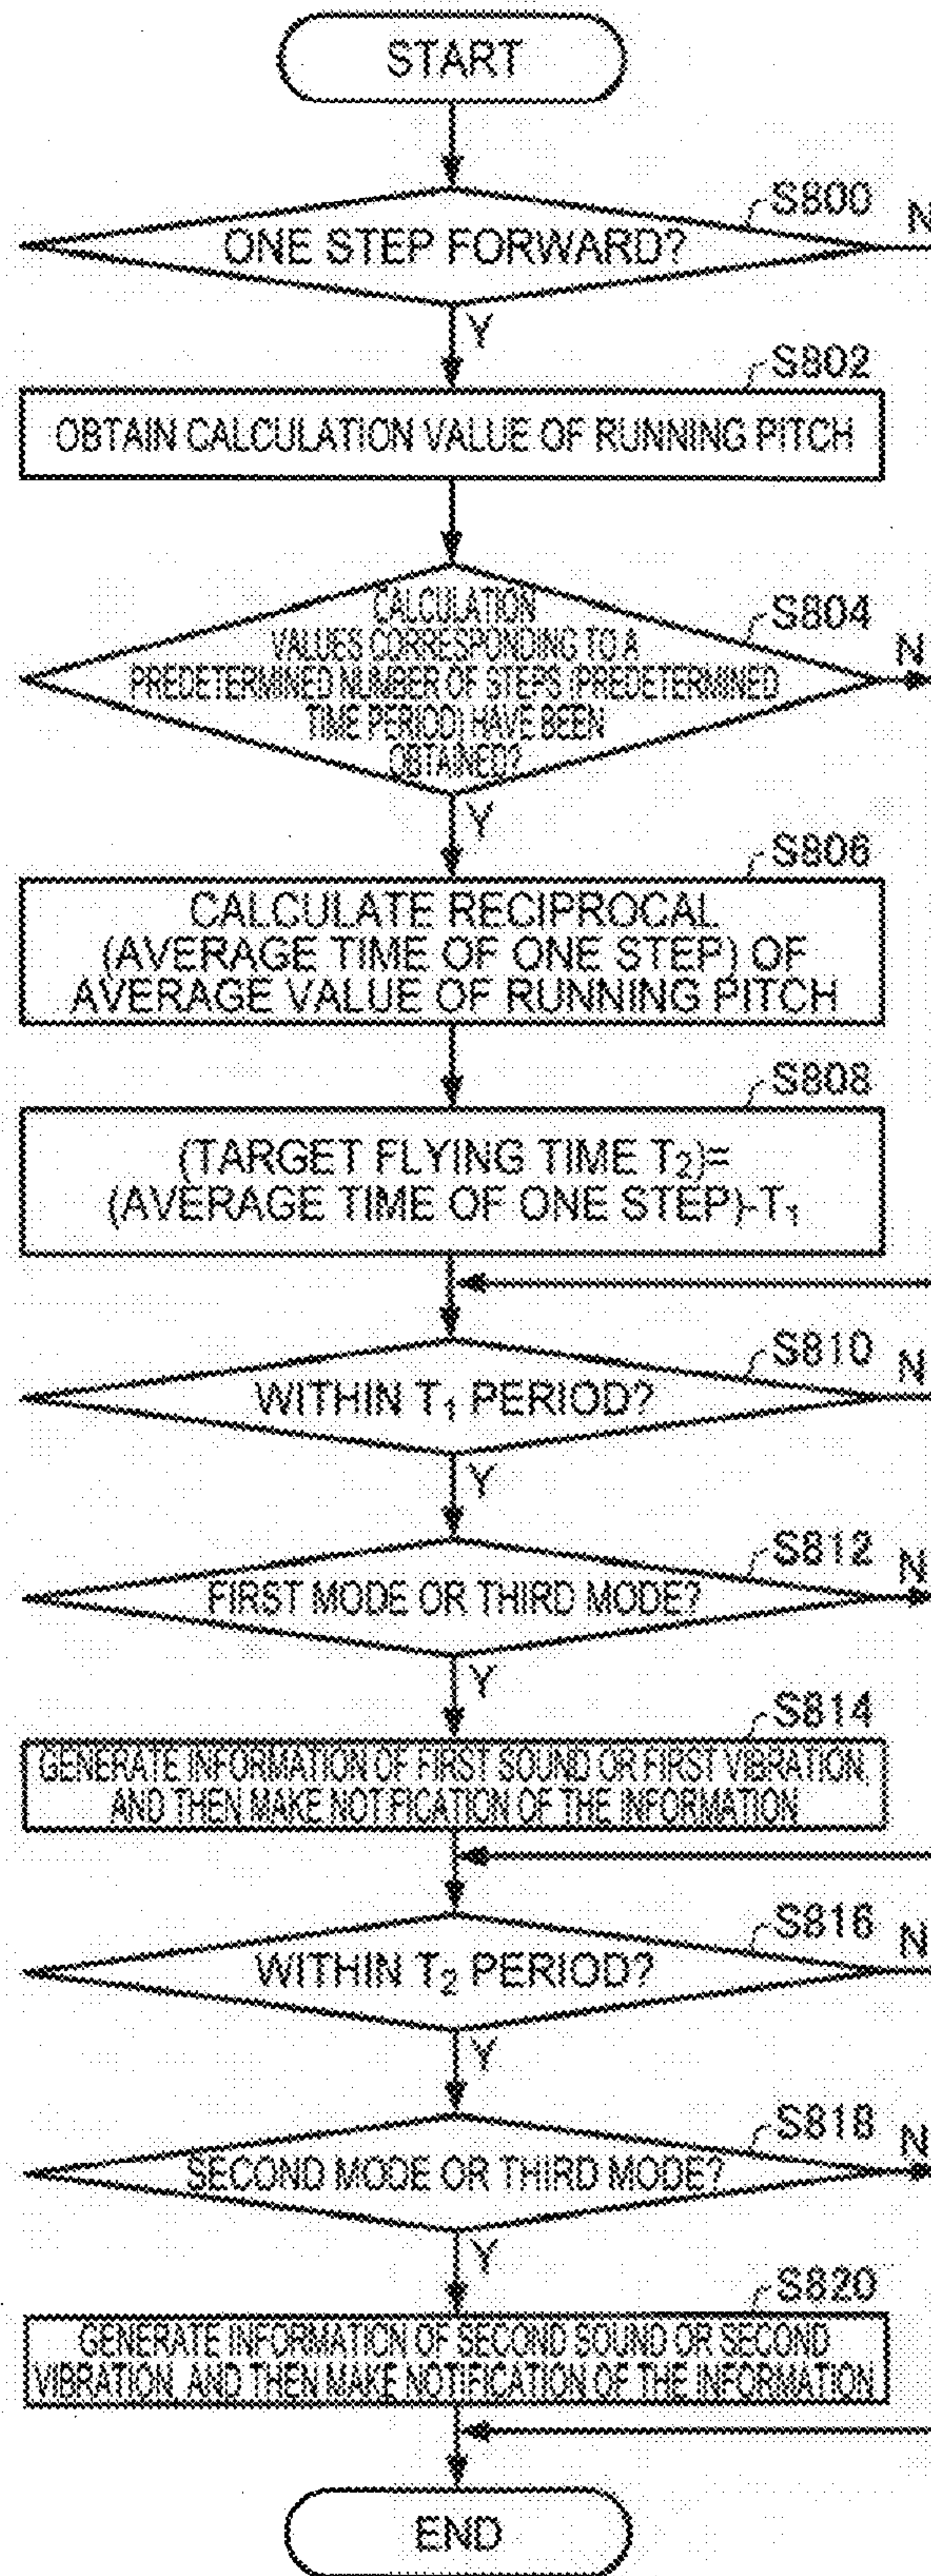 START
S800
N
ONE STEP FORWARD?
Y
S802
OBTAIN CALCULATION VALUE OF RUNNING PITCH
S804
N
CALCULATION
VALUES CORRESPONDING TO A
PREDETERMINED NUMBER OF STEPS (PREDETERMINED
TIME PERIOD) HAVE BEEN
OBTAINED?
Y
S806
CALCULATE RECIPROCAL
(AVERAGE TIME OF ONE STEP) OF
AVERAGE VALUE OF RUNNING PITCH
S808
(TARGET FLYING TIME T₂)=
(AVERAGE TIME OF ONE STEP)-T₁
S810
N
WITHIN T₁ PERIOD?
Y
S812
N
FIRST MODE OR THIRD MODE?
Y
S814
GENERATE INFORMATION OF FIRST SOUND OR FIRST VIBRATION,
AND THEN MAKE NOTIFICATION OF THE INFORMATION
S816
N
WITHIN T₂ PERIOD?
Y
S818
N
SECOND MODE OR THIRD MODE?
Y
S820
GENERATE INFORMATION OF SECOND SOUND OR SECOND
VIBRATION, AND THEN MAKE NOTIFICATION OF THE INFORMATION
END